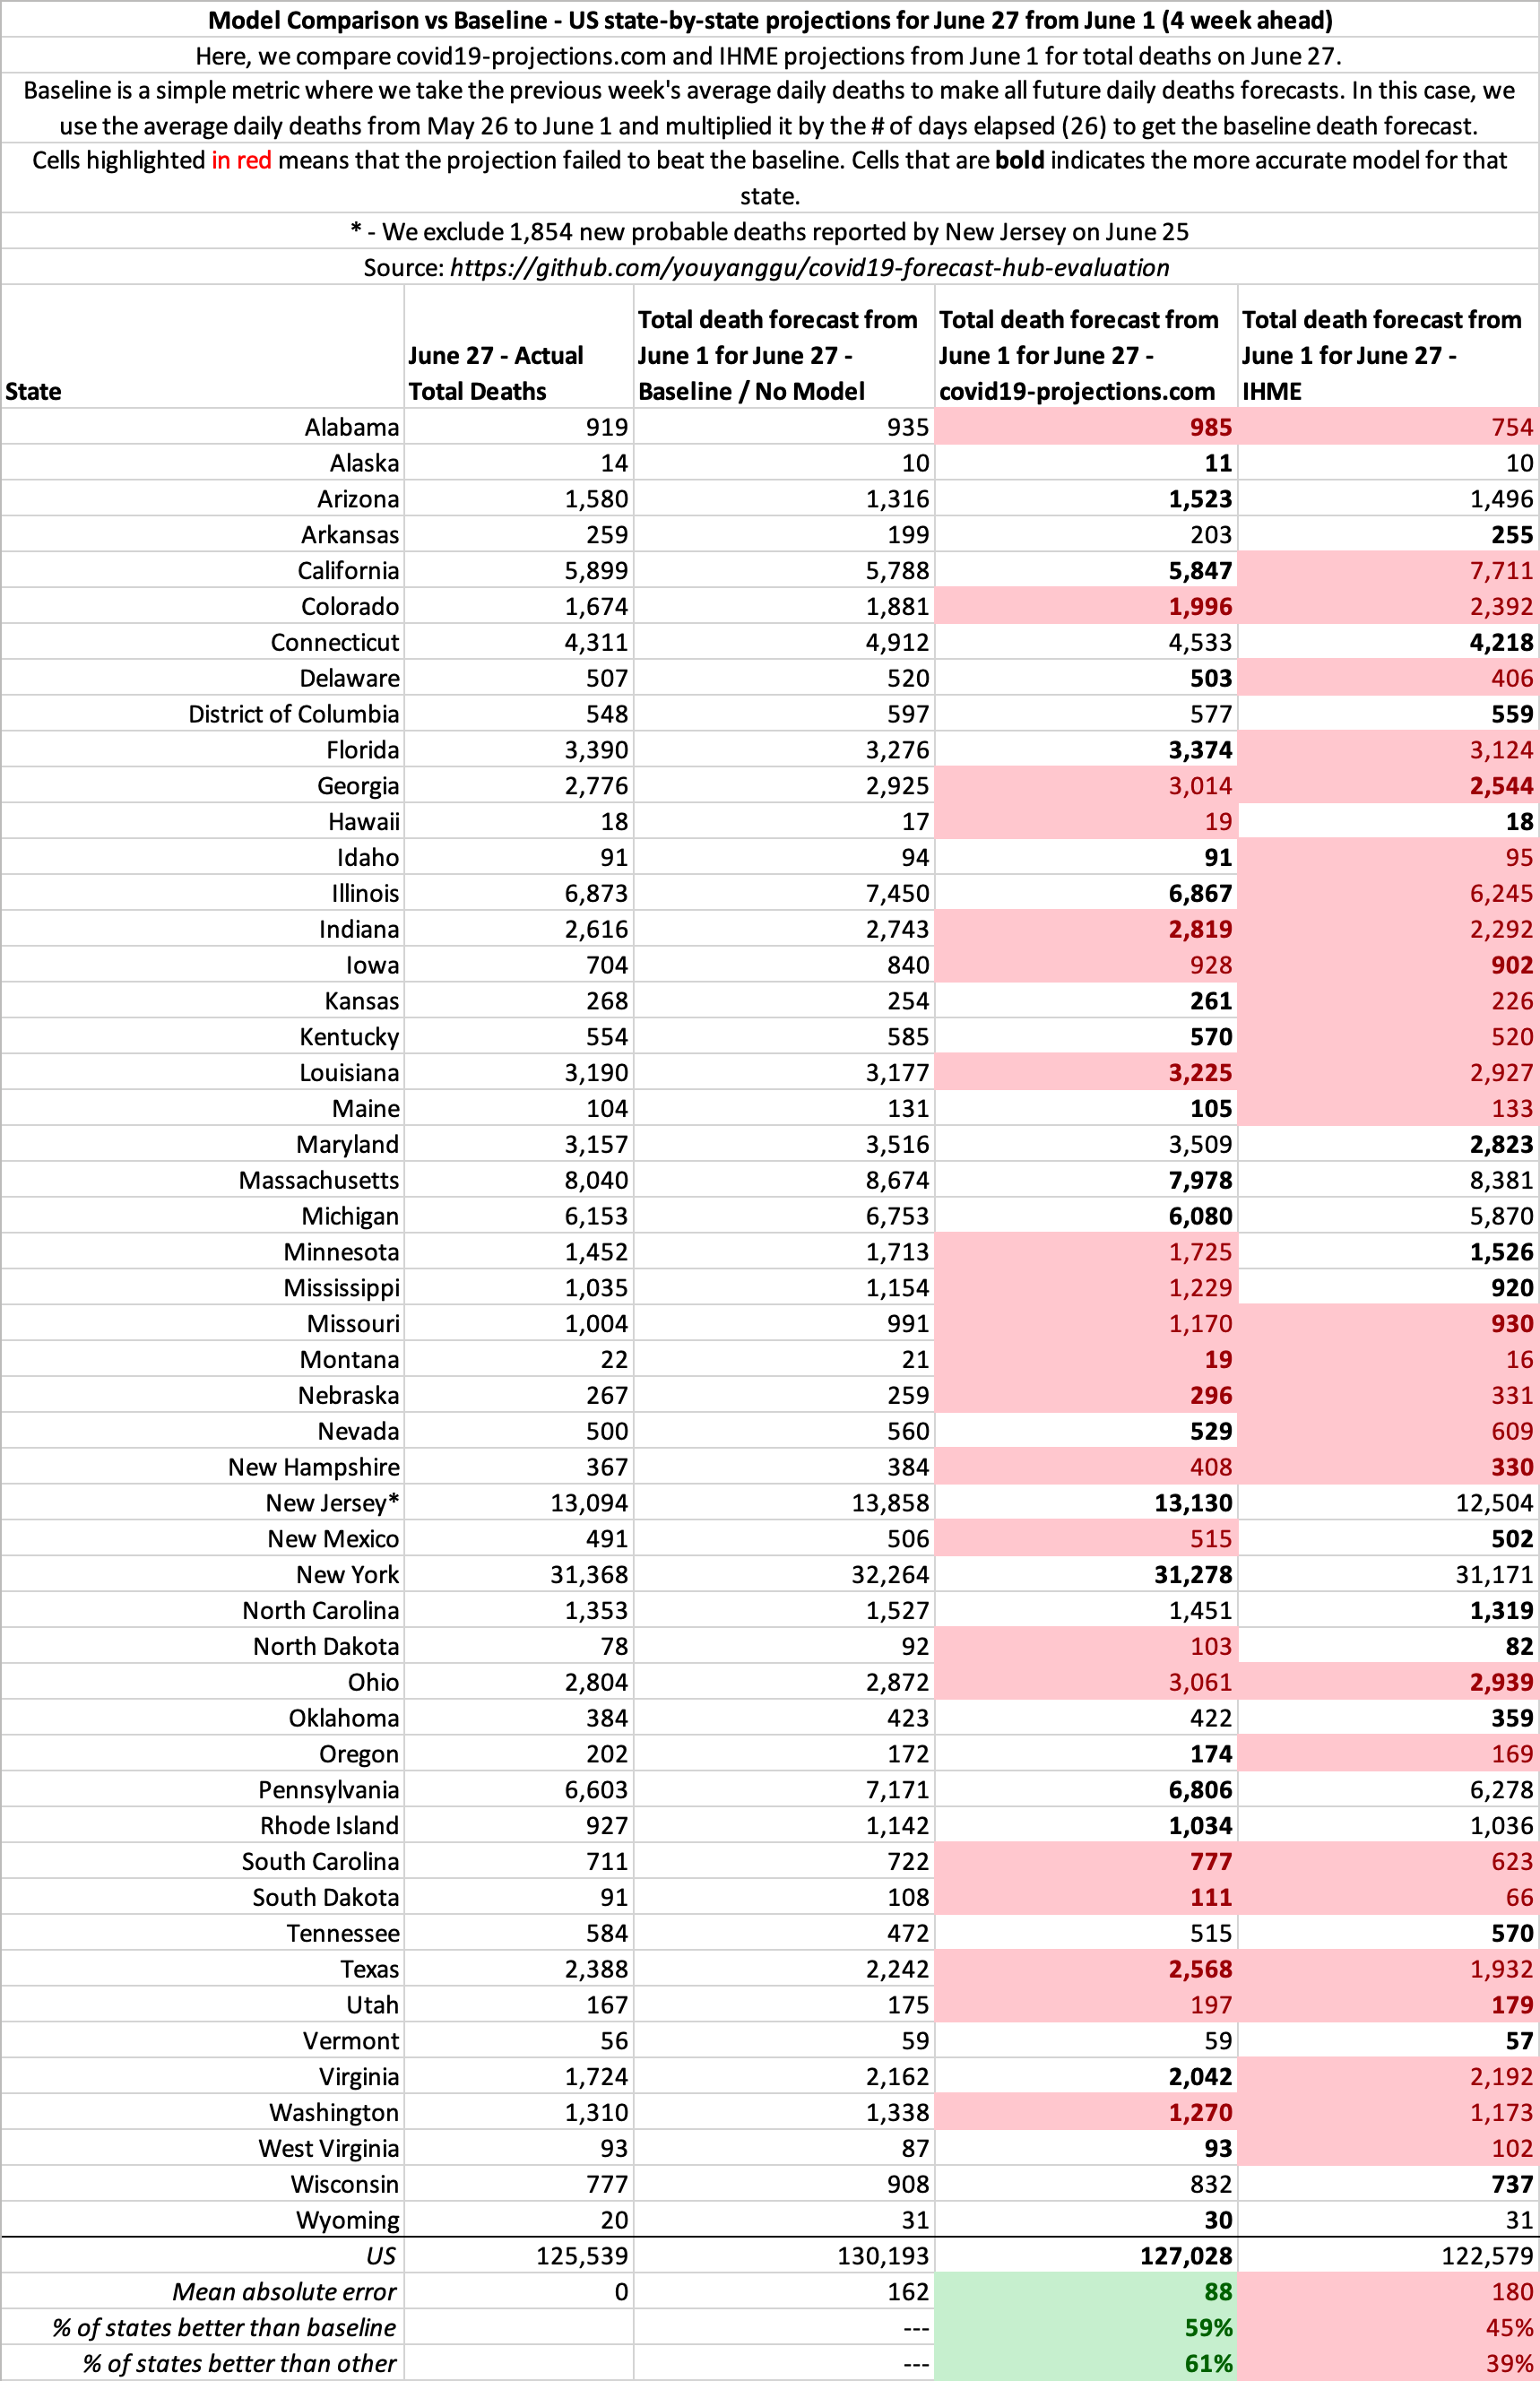 Model Comparison vs Baseline - US state-by-state projections for June 27 from June 1 (4 week ahead)
Here, we compare covid19-projections.com and IHME projections from June 1 for total deaths on June 27.
Baseline is a simple metric where we take the previous week's average daily deaths to make all future daily deaths forecasts. In this case, we
use the average daily deaths from May 26 to June 1 and multiplied it by the # of days elapsed (26) to get the baseline death forecast.
Cells highlighted in red means that the projection failed to beat the baseline. Cells that are bold indicates the more accurate model for that
state.
* - We exclude 1,854 new probable deaths reported by New Jersey on June 25
Source: https://github.com/youyanggu/covid19-forecast-hub-evaluation
State
June 27 - Actual
Total Deaths
Total death forecast from
June 1 for June 27 -
Baseline / No Model
Total death forecast from
June 1 for June 27 -
covid19-projections.com
Total death forecast from
June 1 for June 27 -
IHME
Alabama 919 935 985 754
Alaska 14 10 11 10
Arizona 1,580 1,316 1,523 1,496
Arkansas 259 199 203 255
California 5,899 5,788 5,847 7,711
Colorado 1,674 1,881 1,996 2,392
Connecticut 4,311 4,912 4,533 4,218
Delaware 507 520 503 406
District of Columbia 548 597 577 559
Florida 3,390 3,276 3,374 3,124
Georgia 2,776 2,925 3,014 2,544
Hawaii 18 17 19 18
Idaho 91 94 91 95
Illinois 6,873 7,450 6,867 6,245
Indiana 2,616 2,743 2,819 2,292
Iowa 704 840 928 902
Kansas 268 254 261 226
Kentucky 554 585 570 520
Louisiana 3,190 3,177 3,225 2,927
Maine 104 131 105 133
Maryland 3,157 3,516 3,509 2,823
Massachusetts 8,040 8,674 7,978 8,381
Michigan 6,153 6,753 6,080 5,870
Minnesota 1,452 1,713 1,725 1,526
Mississippi 1,035 1,154 1,229 920
Missouri 1,004 991 1,170 930
Montana 22 21 19 16
Nebraska 267 259 296 331
Nevada 500 560 529 609
New Hampshire 367 384 408 330
New Jersey* 13,094 13,858 13,130 12,504
New Mexico 491 506 515 502
New York 31,368 32,264 31,278 31,171
North Carolina 1,353 1,527 1,451 1,319
North Dakota 78 92 103 82
Ohio 2,804 2,872 3,061 2,939
Oklahoma 384 423 422 359
Oregon 202 172 174 169
Pennsylvania 6,603 7,171 6,806 6,278
Rhode Island 927 1,142 1,034 1,036
South Carolina 711 722 777 623
South Dakota 91 108 111 66
Tennessee 584 472 515 570
Texas 2,388 2,242 2,568 1,932
Utah 167 175 197 179
Vermont 56 59 59 57
Virginia 1,724 2,162 2,042 2,192
Washington 1,310 1,338 1,270 1,173
West Virginia 93 87 93 102
Wisconsin 777 908 832 737
Wyoming 20 31 30 31
US 125,539 130,193 127,028 122,579
Mean absolute error 0 162 88 180
% of states better than baseline --- 59% 45%
% of states better than other --- 61% 39%